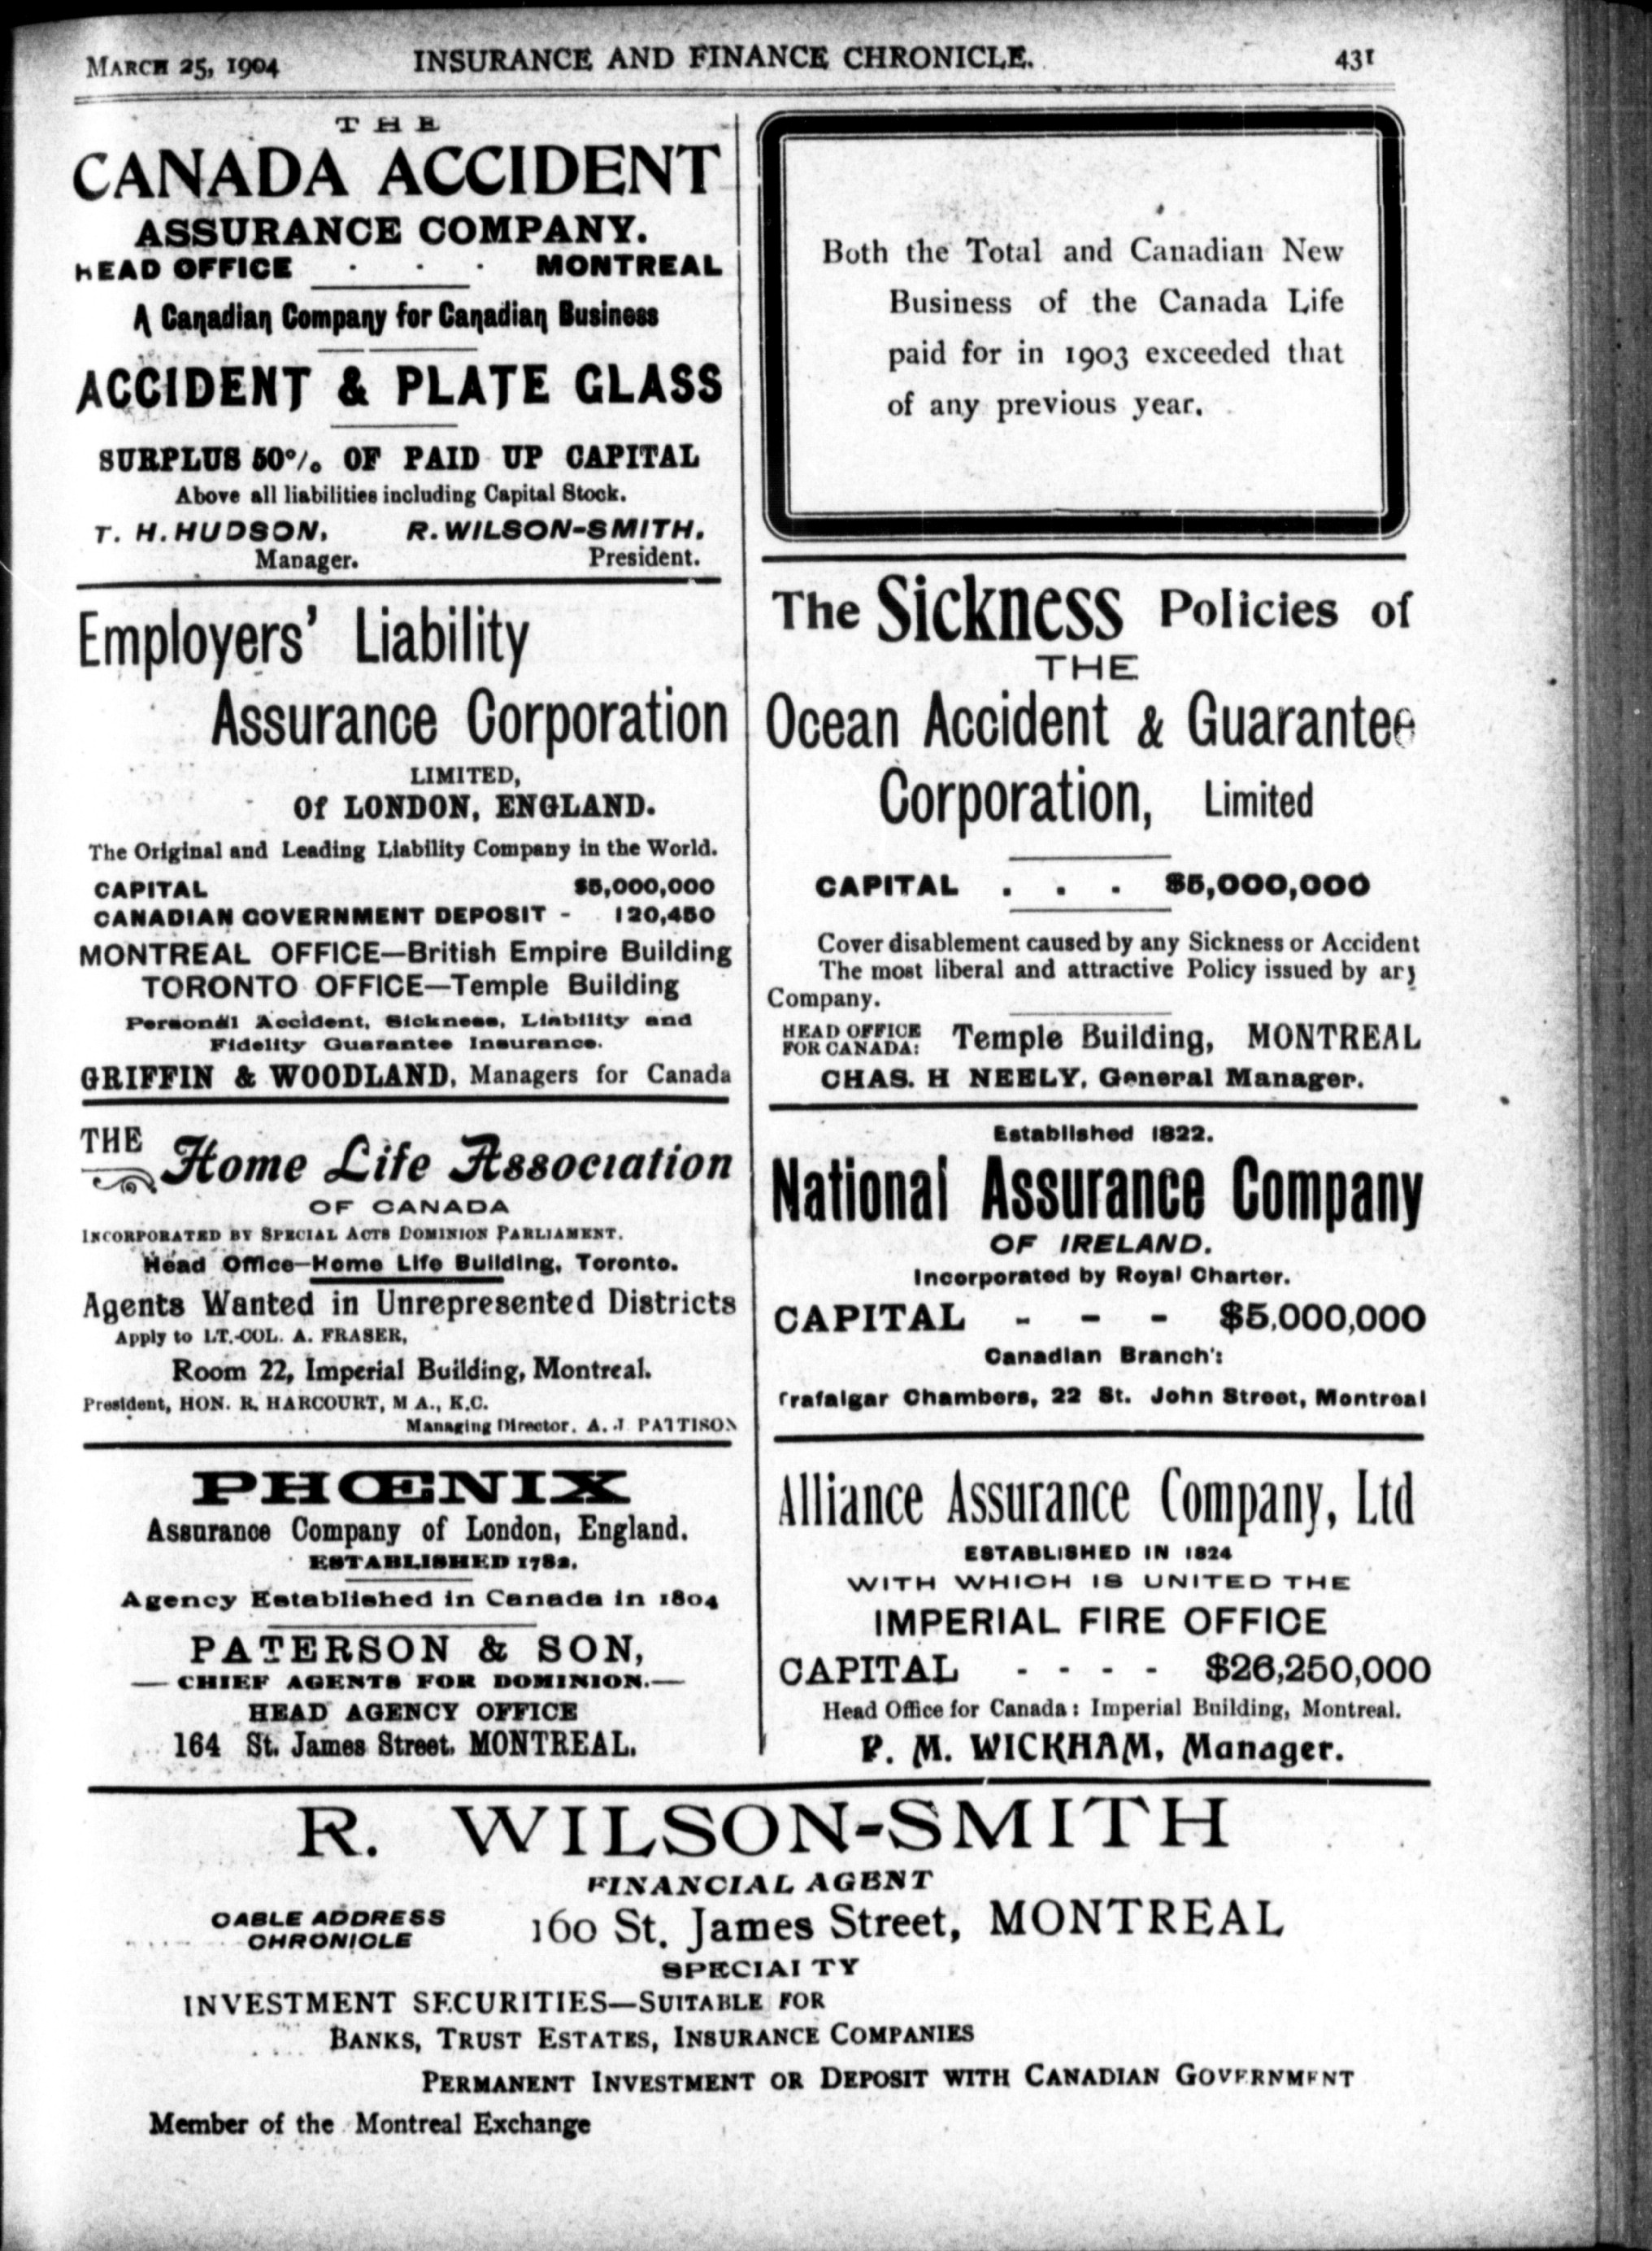 MARCH 25, 1904 INSURANCE AND FINANCE CHRONICLE. 431
THE
CANADA ACCIDENT
ASSURANCE COMPANY.
HEAD OFFICE . . . MONTREAL
A Canadian Company for Canadian Business
ACCIDENT & PLATE GLASS
SURPLUS 50% OF PAID UP CAPITAL
Above all liabilities including Capital Stock.
T. H. HUDSON, R. WILSON-SMITH,
Manager. President.
Employers' Liability
Assurance Corporation
LIMITED,
Of LONDON, ENGLAND.
The Original and Leading Liability Company in the World.
CAPITAL $5,000,000
CANADIAN GOVERNMENT DEPOSIT - 120,450
MONTREAL OFFICE—British Empire Building
TORONTO OFFICE—Temple Building
Personal Accident, Sickness, Liability and
Fidelity Guarantee Insurance.
GRIFFIN & WOODLAND, Managers for Canada
THE Home Life Association
OF CANADA
INCORPORATED BY SPECIAL ACTS DOMINION PARLIAMENT.
Head Office—Home Life Building, Toronto.
Agents Wanted in Unrepresented Districts
Apply to LT.-COL. A. FRASER,
Room 22, Imperial Building, Montreal.
President, HON. R. HARCOURT, M A., K.C.
Managing Director, A. J PATTISON
PHŒNIX
Assurance Company of London, England.
ESTABLISHED 1782.
Agency Established in Canada in 1804
PATERSON & SON,
— CHIEF AGENTS FOR DOMINION.—
HEAD AGENCY OFFICE
164 St. James Street, MONTREAL.
Both the Total and Canadian New
Business of the Canada Life
paid for in 1903 exceeded that
of any previous year.
The Sickness Policies of
THE
Ocean Accident & Guarantee
Corporation, Limited
CAPITAL . . . $5,000,000
Cover disablement caused by any Sickness or Accident
The most liberal and attractive Policy issued by any
Company.
HEAD OFFICE
FOR CANADA: Temple Building, MONTREAL
CHAS. H NEELY, General Manager.
Established 1822.
National Assurance Company
OF IRELAND.
Incorporated by Royal Charter.
CAPITAL - - - $5,000,000
Canadian Branch:
Trafalgar Chambers, 22 St. John Street, Montreal
Alliance Assurance Company, Ltd
ESTABLISHED IN 1824
WITH WHICH IS UNITED THE
IMPERIAL FIRE OFFICE
CAPITAL - - - - $26,250,000
Head Office for Canada: Imperial Building, Montreal.
P. M. WICKHAM, Manager.
R. WILSON-SMITH
FINANCIAL AGENT
CABLE ADDRESS
CHRONICLE
160 St. James Street, MONTREAL
SPECIALTY
INVESTMENT SECURITIES—SUITABLE FOR
BANKS, TRUST ESTATES, INSURANCE COMPANIES
PERMANENT INVESTMENT OR DEPOSIT WITH CANADIAN GOVERNMENT
Member of the Montreal Exchange